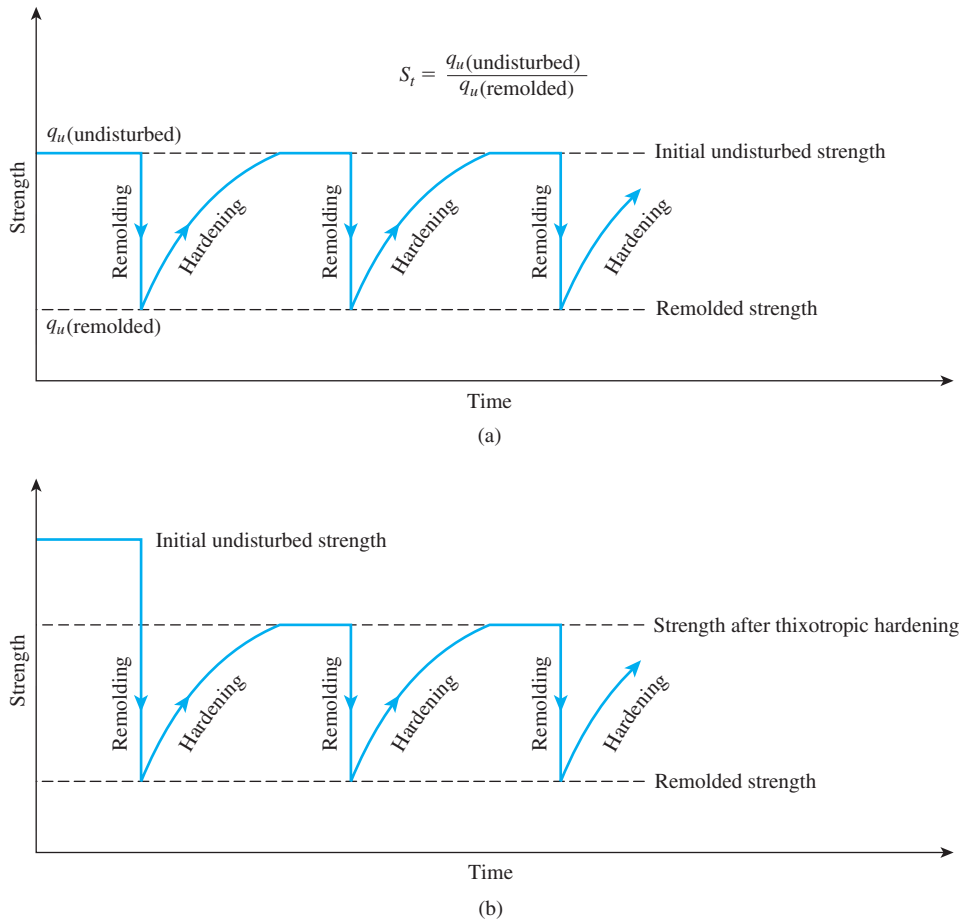 S_t = q_u(undisturbed) / q_u(remolded)
q_u(undisturbed)
Initial undisturbed strength
Strength
Remolding
Hardening
Remolding
Hardening
Remolding
Hardening
q_u(remolded)
Remolded strength
Time
(a)
Initial undisturbed strength
Strength after thixotropic hardening
Strength
Remolding
Hardening
Remolding
Hardening
Remolding
Hardening
Remolded strength
Time
(b)